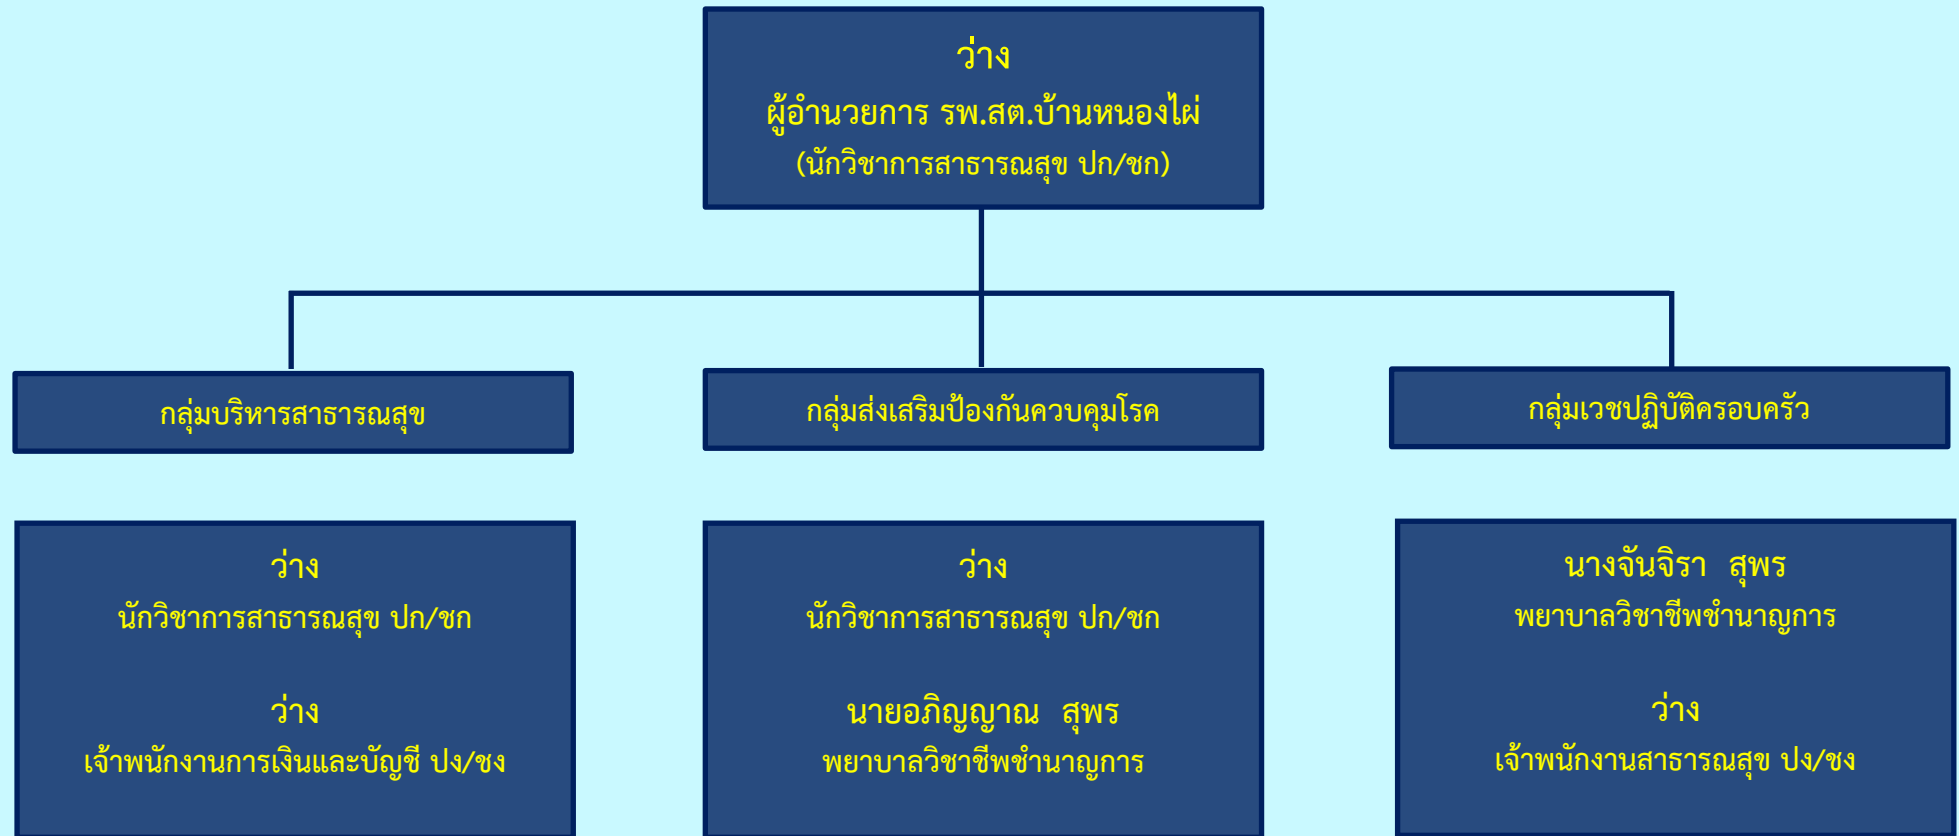 ว่าง
ผู้อำนวยการ รพ.สต.บ้านหนองไผ่
(นักวิชาการสาธารณสุข ปก/ชก)
กลุ่มบริหารสาธารณสุข
กลุ่มส่งเสริมป้องกันควบคุมโรค
กลุ่มเวชปฏิบัติครอบครัว
ว่าง
นักวิชาการสาธารณสุข ปก/ชก
ว่าง
เจ้าพนักงานการเงินและบัญชี ปง/ชง
ว่าง
นักวิชาการสาธารณสุข ปก/ชก
นายอภิญญาณ สุพร
พยาบาลวิชาชีพชำนาญการ
นางจันจิรา สุพร
พยาบาลวิชาชีพชำนาญการ
ว่าง
เจ้าพนักงานสาธารณสุข ปง/ชง